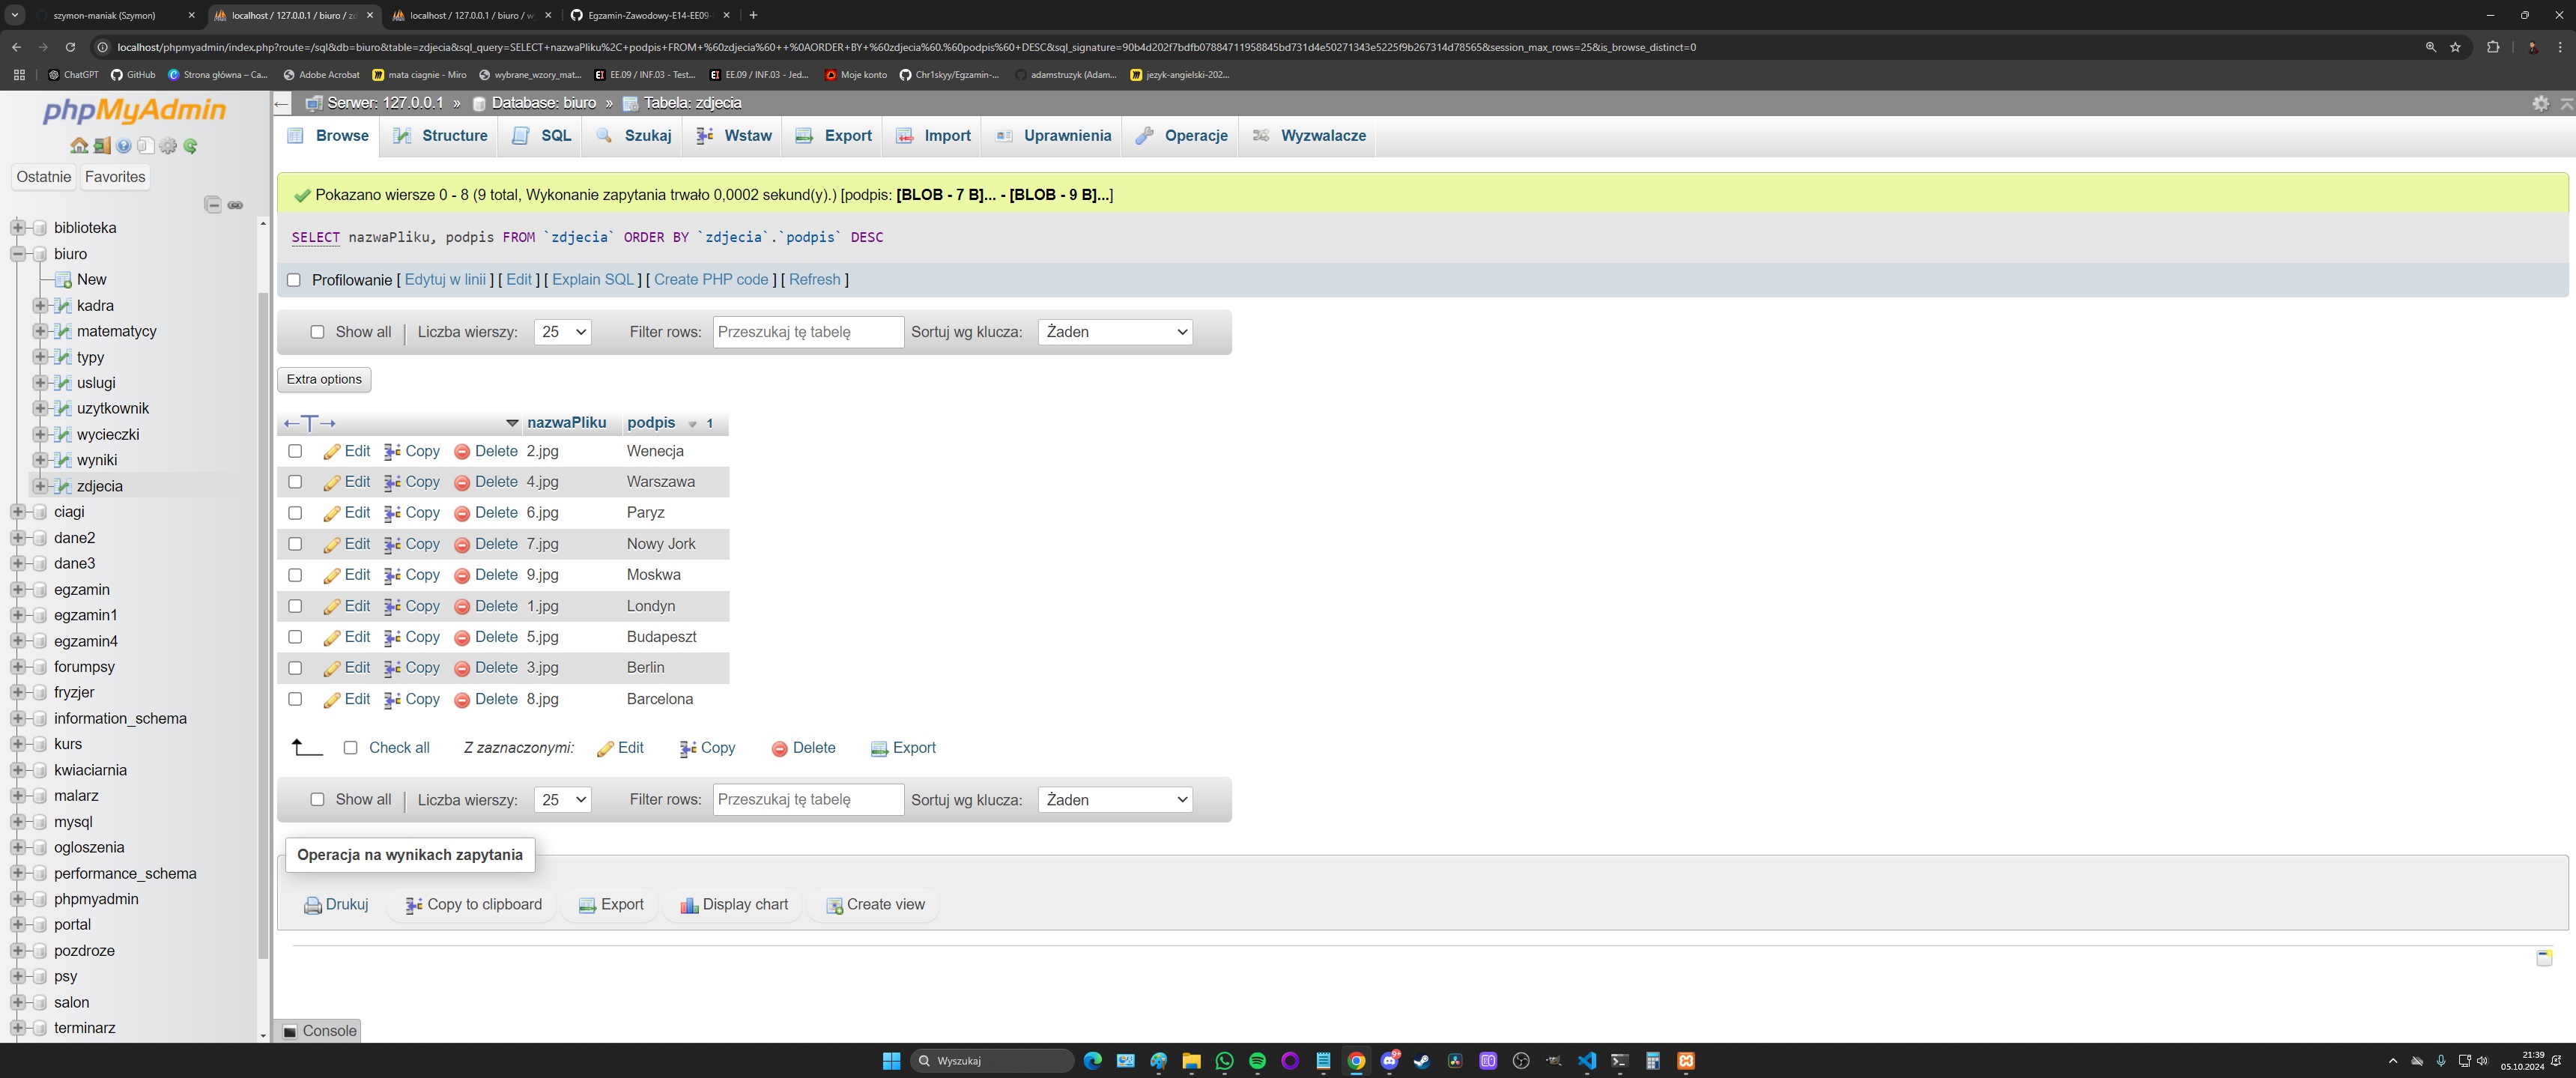 szymon-maniak (Szymon)
localhost / 127.0.0.1 / biuro / zd
localhost / 127.0.0.1 / biuro / w
Egzamin-Zawodowy-E14-EE09-
localhost/phpmyadmin/index.php?route=/sql&db=biuro&table=zdjecia&sql_query=SELECT+nazwaPliku%2C+podpis+FROM+%60zdjecia%60++%0AORDER+BY+%60zdjecia%60.%60podpis%60+DESC&sql_signature=90b4d202f7bdfb07884711958845bd731d4e50271343e5225f9b267314d78565&session_max_rows=25&is_browse_distinct=0
ChatGPT GitHub Strona główna – Ca... Adobe Acrobat mata ciagnie - Miro wybrane_wzory_mat... EE.09 / INF.03 - Test... EE.09 / INF.03 - Jed... Moje konto Chr1skyy/Egzamin-... adamstruzyk (Adam... jezyk-angielski-202...
phpMyAdmin
Ostatnie Favorites
biblioteka
biuro
New
kadra
matematycy
typy
uslugi
uzytkownik
wycieczki
wyniki
zdjecia
ciagi
dane2
dane3
egzamin
egzamin1
egzamin4
forumpsy
fryzjer
information_schema
kurs
kwiaciarnia
malarz
mysql
ogloszenia
performance_schema
phpmyadmin
portal
pozdroze
psy
salon
terminarz
Serwer: 127.0.0.1 » Database: biuro » Tabela: zdjecia
Browse Structure SQL Szukaj Wstaw Export Import Uprawnienia Operacje Wyzwalacze
Pokazano wiersze 0 - 8 (9 total, Wykonanie zapytania trwało 0,0002 sekund(y).) [podpis: [BLOB - 7 B]... - [BLOB - 9 B]...]
SELECT nazwaPliku, podpis FROM `zdjecia` ORDER BY `zdjecia`.`podpis` DESC
Profilowanie [ Edytuj w linii ] [ Edit ] [ Explain SQL ] [ Create PHP code ] [ Refresh ]
Show all | Liczba wierszy: 25 Filter rows: Przeszukaj tę tabelę Sortuj wg klucza: Żaden
Extra options
nazwaPliku podpis 1
Edit Copy Delete 2.jpg Wenecja
Edit Copy Delete 4.jpg Warszawa
Edit Copy Delete 6.jpg Paryz
Edit Copy Delete 7.jpg Nowy Jork
Edit Copy Delete 9.jpg Moskwa
Edit Copy Delete 1.jpg Londyn
Edit Copy Delete 5.jpg Budapeszt
Edit Copy Delete 3.jpg Berlin
Edit Copy Delete 8.jpg Barcelona
Check all Z zaznaczonymi: Edit Copy Delete Export
Show all | Liczba wierszy: 25 Filter rows: Przeszukaj tę tabelę Sortuj wg klucza: Żaden
Operacja na wynikach zapytania
Drukuj Copy to clipboard Export Display chart Create view
Console
Wyszukaj
21:39
05.10.2024